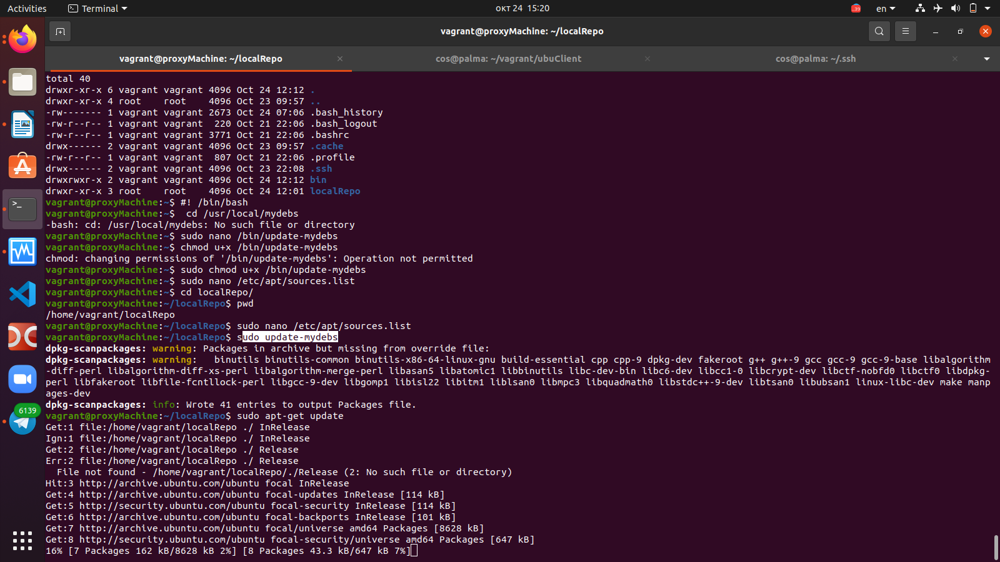 Activities
Terminal
окт 24 15:20
en
vagrant@proxyMachine: ~/localRepo
vagrant@proxyMachine: ~/localRepo
cos@palma: ~/vagrant/ubuClient
cos@palma: ~/.ssh
total 40
drwxr-xr-x 6 vagrant vagrant 4096 Oct 24 12:12 .
drwxr-xr-x 4 root    root    4096 Oct 23 09:57 ..
-rw------- 1 vagrant vagrant 2673 Oct 24 07:06 .bash_history
-rw-r--r-- 1 vagrant vagrant  220 Oct 21 22:06 .bash_logout
-rw-r--r-- 1 vagrant vagrant 3771 Oct 21 22:06 .bashrc
drwx------ 2 vagrant vagrant 4096 Oct 23 09:57 .cache
-rw-r--r-- 1 vagrant vagrant  807 Oct 21 22:06 .profile
drwx------ 2 vagrant vagrant 4096 Oct 23 22:08 .ssh
drwxrwxr-x 2 vagrant vagrant 4096 Oct 24 12:12 bin
drwxr-xr-x 3 root    root    4096 Oct 24 12:01 localRepo
vagrant@proxyMachine:~$ #! /bin/bash
vagrant@proxyMachine:~$  cd /usr/local/mydebs
-bash: cd: /usr/local/mydebs: No such file or directory
vagrant@proxyMachine:~$ sudo nano /bin/update-mydebs
vagrant@proxyMachine:~$ chmod u+x /bin/update-mydebs
chmod: changing permissions of '/bin/update-mydebs': Operation not permitted
vagrant@proxyMachine:~$ sudo chmod u+x /bin/update-mydebs
vagrant@proxyMachine:~$ sudo nano /etc/apt/sources.list
vagrant@proxyMachine:~$ cd localRepo/
vagrant@proxyMachine:~/localRepo$ pwd
/home/vagrant/localRepo
vagrant@proxyMachine:~/localRepo$ sudo nano /etc/apt/sources.list
vagrant@proxyMachine:~/localRepo$ sudo update-mydebs
dpkg-scanpackages: warning: Packages in archive but missing from override file:
dpkg-scanpackages: warning:   binutils binutils-common binutils-x86-64-linux-gnu build-essential cpp cpp-9 dpkg-dev fakeroot g++ g++-9 gcc gcc-9 gcc-9-base libalgorithm
-diff-perl libalgorithm-diff-xs-perl libalgorithm-merge-perl libasan5 libatomic1 libbinutils libc-dev-bin libc6-dev libcc1-0 libcrypt-dev libctf-nobfd0 libctf0 libdpkg-
perl libfakeroot libfile-fcntllock-perl libgcc-9-dev libgomp1 libisl22 libitm1 liblsan0 libmpc3 libquadmath0 libstdc++-9-dev libtsan0 libubsan1 linux-libc-dev make manp
ages-dev
dpkg-scanpackages: info: Wrote 41 entries to output Packages file.
vagrant@proxyMachine:~/localRepo$ sudo apt-get update
Get:1 file:/home/vagrant/localRepo ./ InRelease
Ign:1 file:/home/vagrant/localRepo ./ InRelease
Get:2 file:/home/vagrant/localRepo ./ Release
Err:2 file:/home/vagrant/localRepo ./ Release
  File not found - /home/vagrant/localRepo/./Release (2: No such file or directory)
Hit:3 http://archive.ubuntu.com/ubuntu focal InRelease
Get:4 http://archive.ubuntu.com/ubuntu focal-updates InRelease [114 kB]
Get:5 http://security.ubuntu.com/ubuntu focal-security InRelease [114 kB]
Get:6 http://archive.ubuntu.com/ubuntu focal-backports InRelease [101 kB]
Get:7 http://archive.ubuntu.com/ubuntu focal/universe amd64 Packages [8628 kB]
Get:8 http://security.ubuntu.com/ubuntu focal-security/universe amd64 Packages [647 kB]
16% [7 Packages 162 kB/8628 kB 2%] [8 Packages 43.3 kB/647 kB 7%]
6139